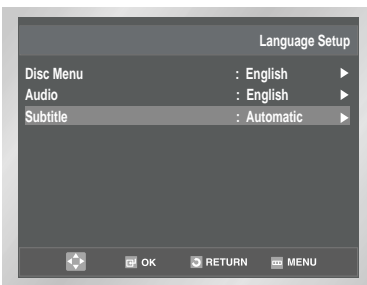 Language Setup
Disc Menu : English ►
Audio : English ►
Subtitle : Automatic ►
OK RETURN MENU